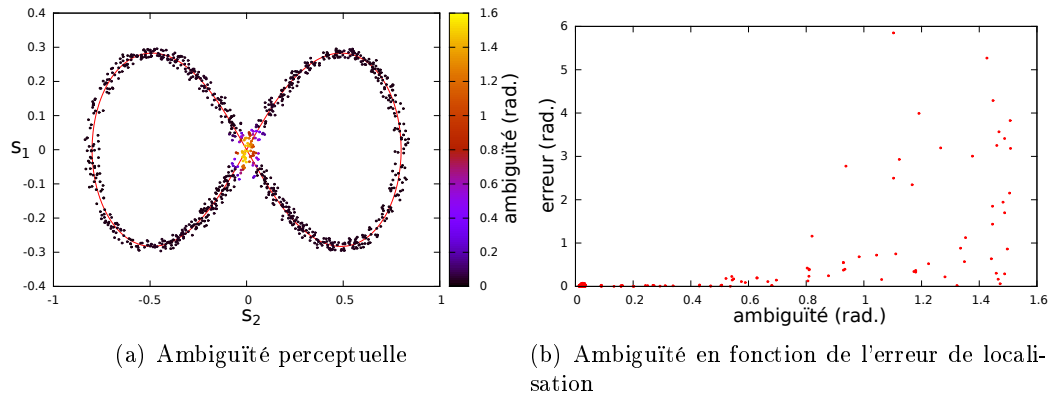 0.4
0.3
0.2
0.1
0
-0.1
-0.2
-0.3
-0.4
s₁
-1 -0.5 0 0.5 1
s₂
1.6
1.4
1.2
1
0.8
0.6
0.4
0.2
0
ambiguïté (rad.)
(a) Ambiguïté perceptuelle
6
5
4
3
2
1
0
erreur (rad.)
0 0.2 0.4 0.6 0.8 1.0 1.2 1.4 1.6
ambiguïté (rad.)
(b) Ambiguïté en fonction de l'erreur de locali-
sation